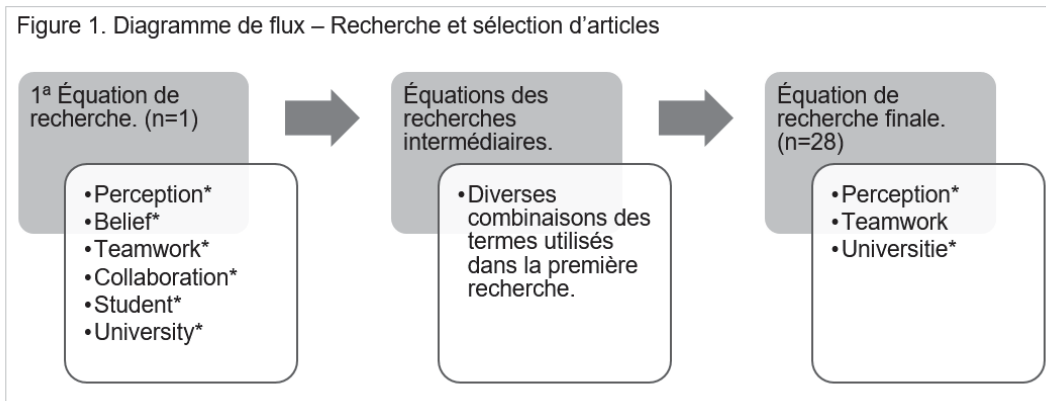 Figure 1. Diagramme de flux – Recherche et sélection d’articles
1ª Équation de
recherche. (n=1)
•Perception*
•Belief*
•Teamwork*
•Collaboration*
•Student*
•University*
Équations des
recherches
intermédiaires.
•Diverses
combinaisons des
termes utilisés
dans la première
recherche.
Équation de
recherche finale.
(n=28)
•Perception*
•Teamwork
•Universitie*